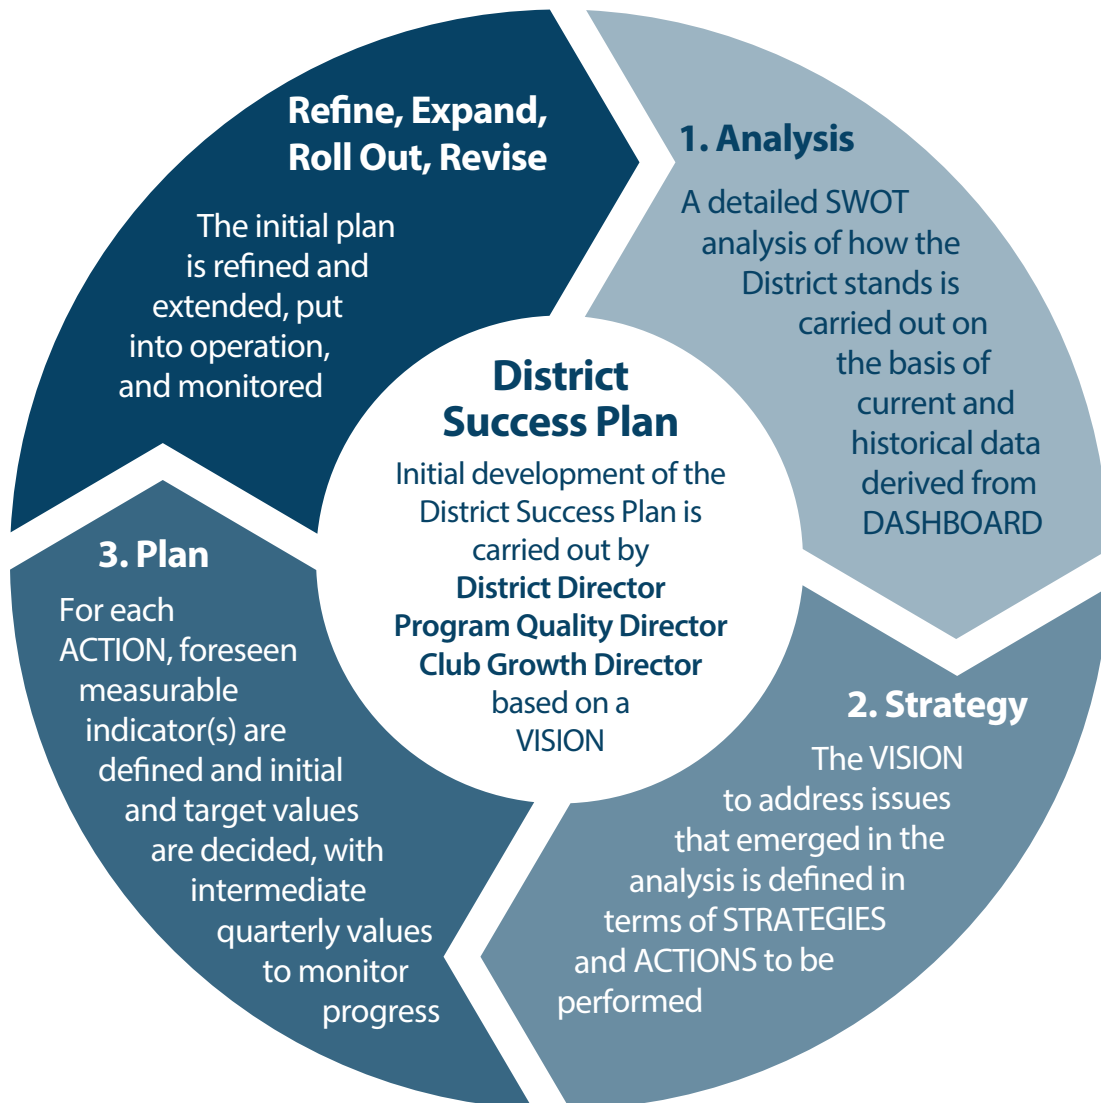 Refine, Expand,
Roll Out, Revise
The initial plan
is refined and
extended, put
into operation,
and monitored
1. Analysis
A detailed SWOT
analysis of how the
District stands is
carried out on
the basis of
current and
historical data
derived from
DASHBOARD
District
Success Plan
Initial development of the
District Success Plan is
carried out by
District Director
Program Quality Director
Club Growth Director
based on a
VISION
2. Strategy
The VISION
to address issues
that emerged in the
analysis is defined in
terms of STRATEGIES
and ACTIONS to be
performed
3. Plan
For each
ACTION, foreseen
measurable
indicator(s) are
defined and initial
and target values
are decided, with
intermediate
quarterly values
to monitor
progress